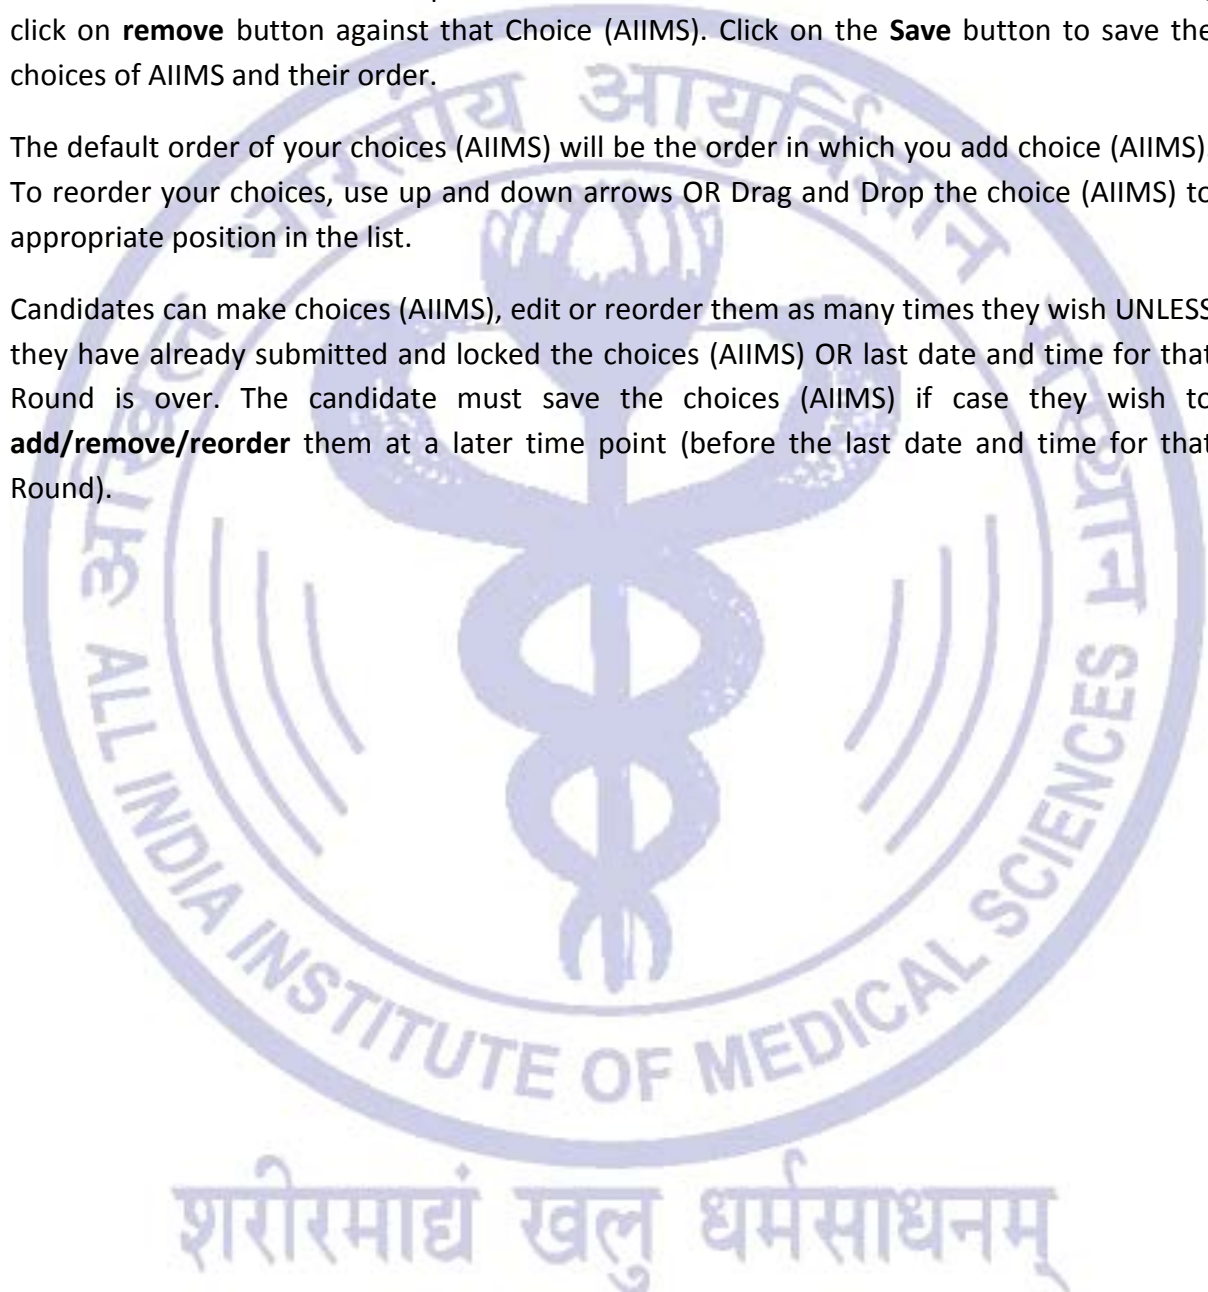 click on remove button against that Choice (AIIMS). Click on the Save button to save the
choices of AIIMS and their order.
The default order of your choices (AIIMS) will be the order in which you add choice (AIIMS).
To reorder your choices, use up and down arrows OR Drag and Drop the choice (AIIMS) to
appropriate position in the list.
Candidates can make choices (AIIMS), edit or reorder them as many times they wish UNLESS
they have already submitted and locked the choices (AIIMS) OR last date and time for that
Round is over. The candidate must save the choices (AIIMS) if case they wish to
add/remove/reorder them at a later time point (before the last date and time for that
Round).
अखिल भारतीय आयुर्विज्ञान संस्थान
ALL INDIA INSTITUTE OF MEDICAL SCIENCES
शरीरमाद्यं खलु धर्मसाधनम्